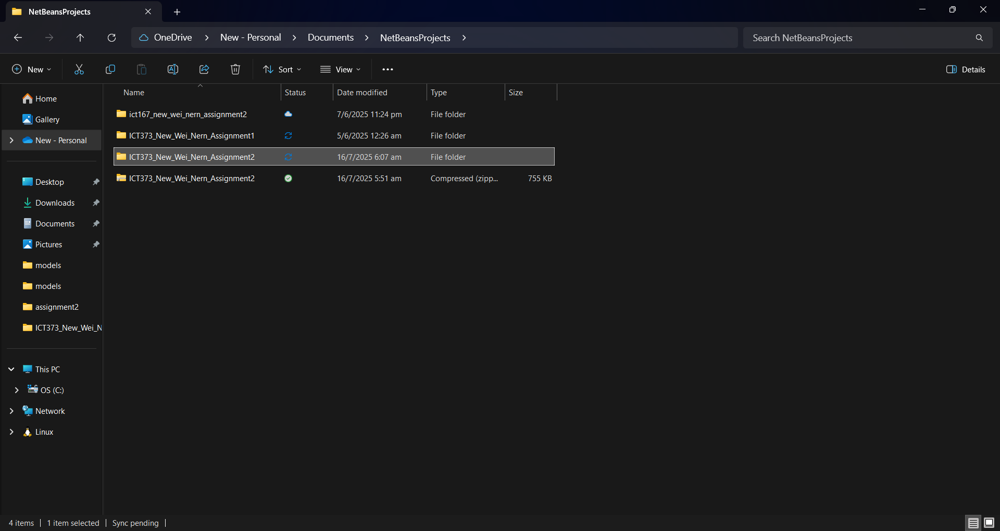 NetBeansProjects
OneDrive > New - Personal > Documents > NetBeansProjects >
Search NetBeansProjects
New Sort View ... Details
Name Status Date modified Type Size
ict167_new_wei_nern_assignment2 7/6/2025 11:24 pm File folder
ICT373_New_Wei_Nern_Assignment1 5/6/2025 12:26 am File folder
ICT373_New_Wei_Nern_Assignment2 16/7/2025 6:07 am File folder
ICT373_New_Wei_Nern_Assignment2 16/7/2025 5:51 am Compressed (zipp... 755 KB
Home
Gallery
New - Personal
Desktop
Downloads
Documents
Pictures
models
models
assignment2
ICT373_New_Wei_N
This PC
OS (C:)
Network
Linux
4 items | 1 item selected | Sync pending |